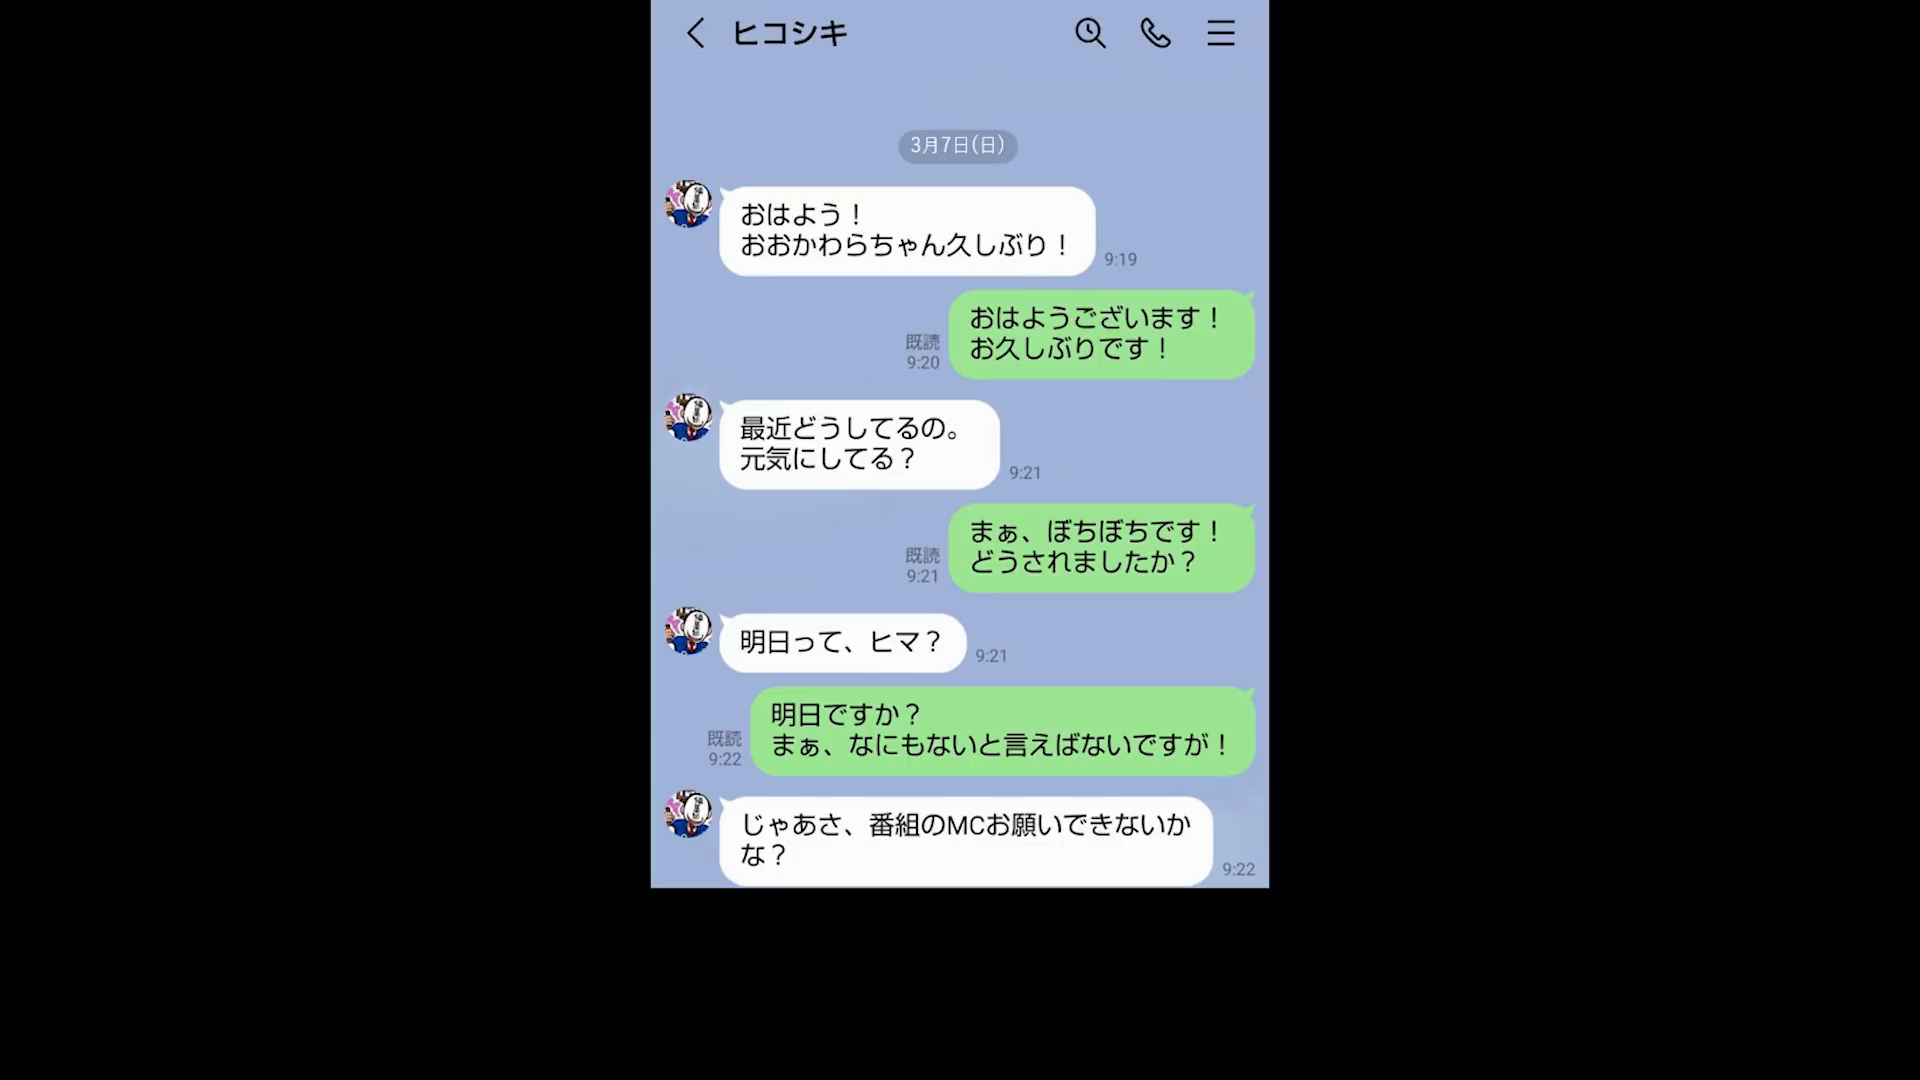 ヒコシキ
3月7日(日)
おはよう！
おおかわらちゃん久しぶり！
9:19
おはようございます！
お久しぶりです！
既読
9:20
最近どうしてるの。
元気にしてる？
9:21
まぁ、ぼちぼちです！
どうされましたか？
既読
9:21
明日って、ヒマ？
9:21
明日ですか？
まぁ、なにもないと言えばないですが！
既読
9:22
じゃあさ、番組のMCお願いできないか
な？
9:22